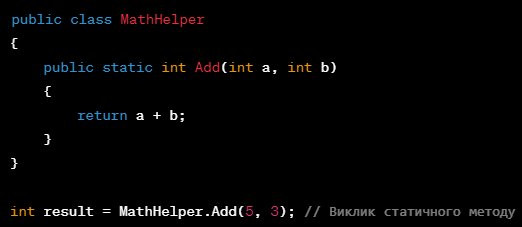 public class MathHelper
{
    public static int Add(int a, int b)
    {
        return a + b;
    }
}

int result = MathHelper.Add(5, 3); // Виклик статичного методу